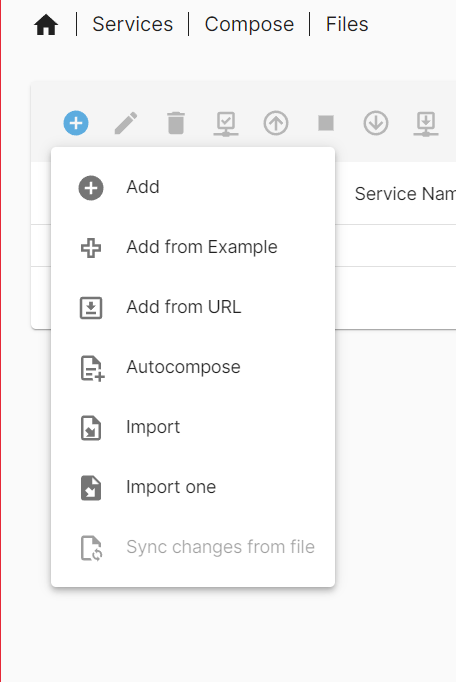 Services
Compose
Files
Service Nam
Add
Add from Example
Add from URL
Autocompose
Import
Import one
Sync changes from file